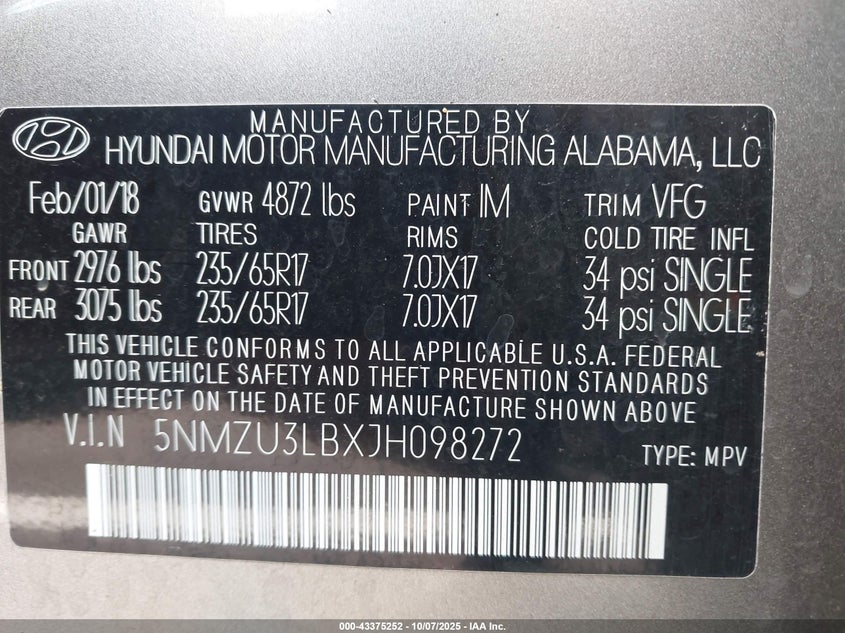 MANUFACTURED BY
HYUNDAI MOTOR MANUFACTURING ALABAMA, LLC
Feb/01/18 GVWR 4872 lbs PAINT IM TRIM VFG
GAWR TIRES RIMS COLD TIRE INFL
FRONT 2976 lbs 235/65R17 7.0JX17 34 psi SINGLE
REAR 3075 lbs 235/65R17 7.0JX17 34 psi SINGLE
THIS VEHICLE CONFORMS TO ALL APPLICABLE U.S.A. FEDERAL
MOTOR VEHICLE SAFETY AND THEFT PREVENTION STANDARDS
IN EFFECT ON THE DATE OF MANUFACTURE SHOWN ABOVE.
V.I.N 5NMZU3LBXJH098272 TYPE: MPV
000-43375252 - 10/07/2025 - IAA Inc.